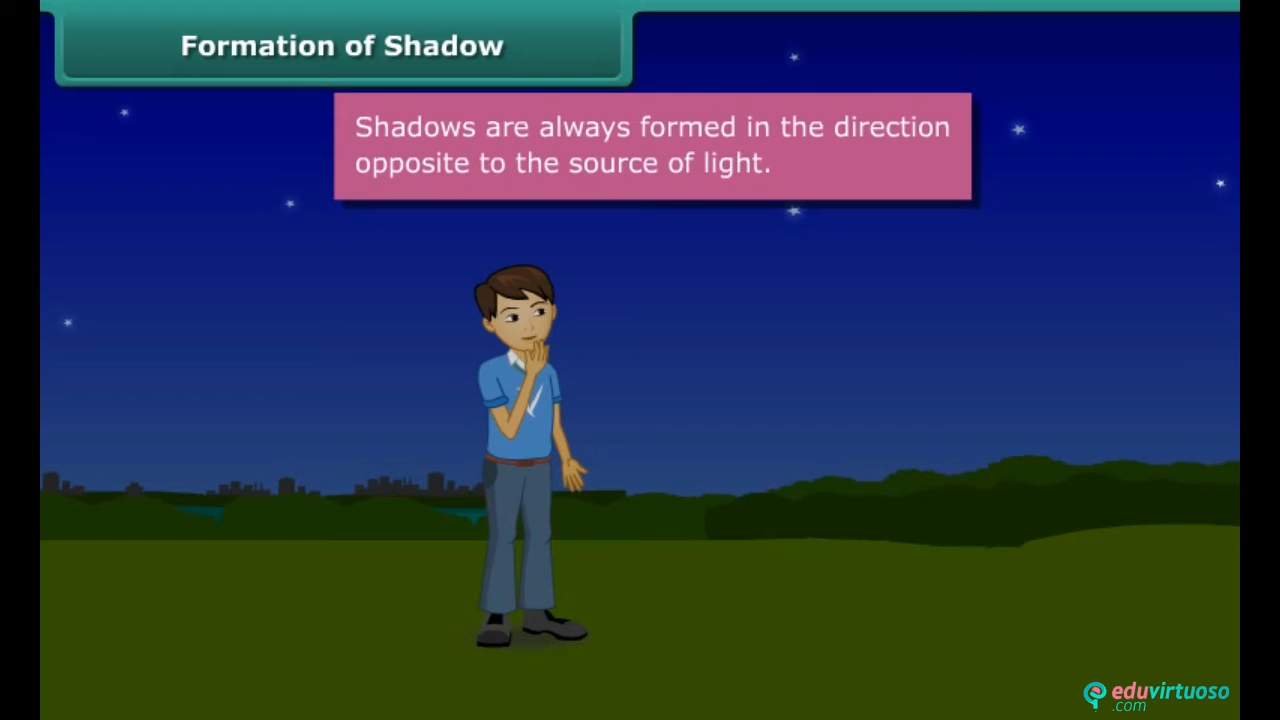 Formation of Shadow
Shadows are always formed in the direction
opposite to the source of light.
eduvirtuoso
.com